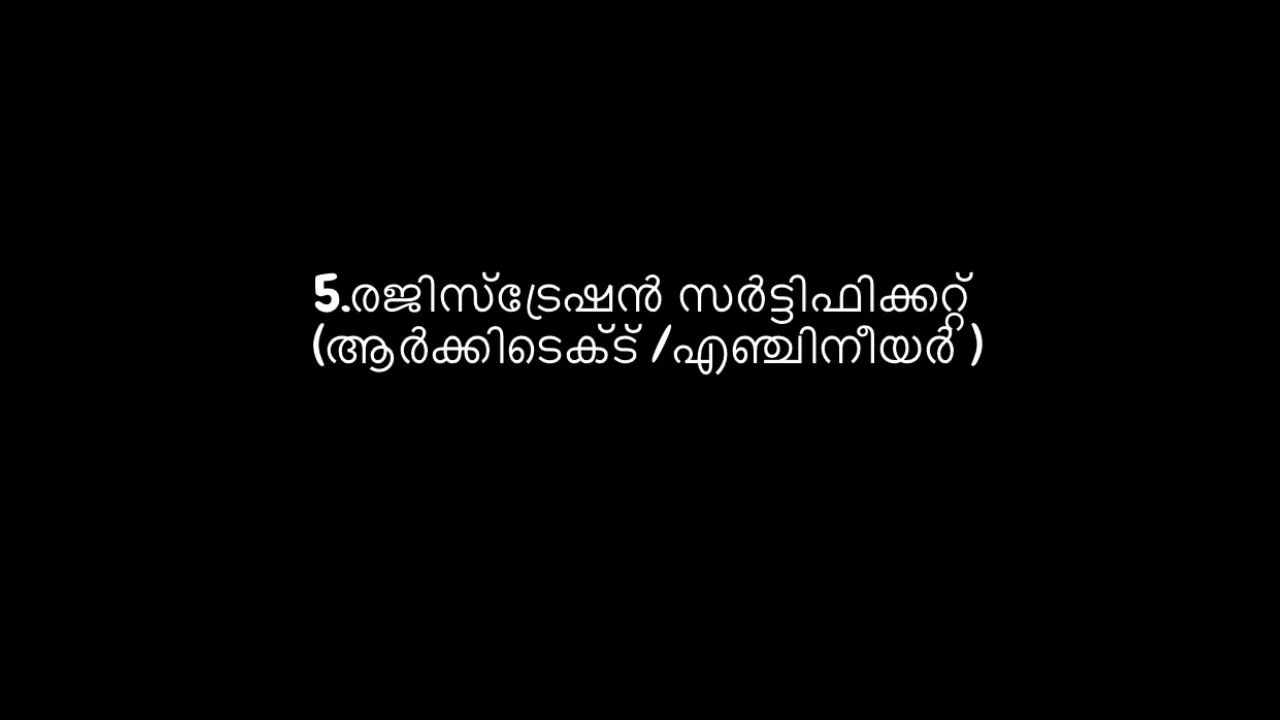 5.രജിസ്ട്രേഷൻ സർട്ടിഫിക്കറ്റ്
(ആർക്കിടെക്ട് /എഞ്ചിനീയർ )